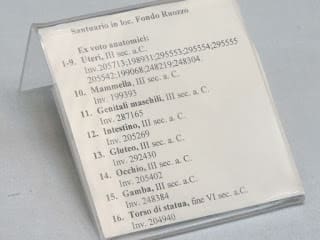 Santuario in loc. Fondo Ruozzo
Ex voto anatomici:
1-9. Uteri, III sec. a.C.
Inv.205713;198931;295553;295554;295555
205542;199068;248219;248304.
10. Mammella, III sec. a.C.
Inv. 199393
11. Genitali maschili, III sec. a. C.
Inv. 287165
12. Intestino, III sec. a. C.
Inv. 205269
13. Gluteo, III sec. a. C.
Inv. 292430
14. Occhio, III sec. a. C.
Inv. 205402
15. Gamba, III sec. a. C.
Inv. 248384
16. Torso di statua, fine VI sec. a.C.
Inv. 204940